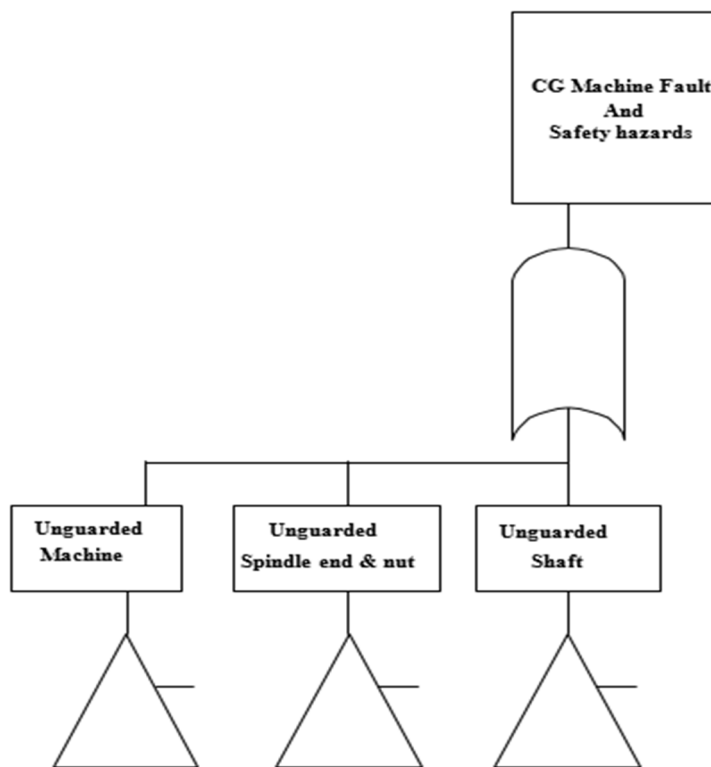 CG Machine Fault
And
Safety hazards
Unguarded
Machine
Unguarded
Spindle end & nut
Unguarded
Shaft